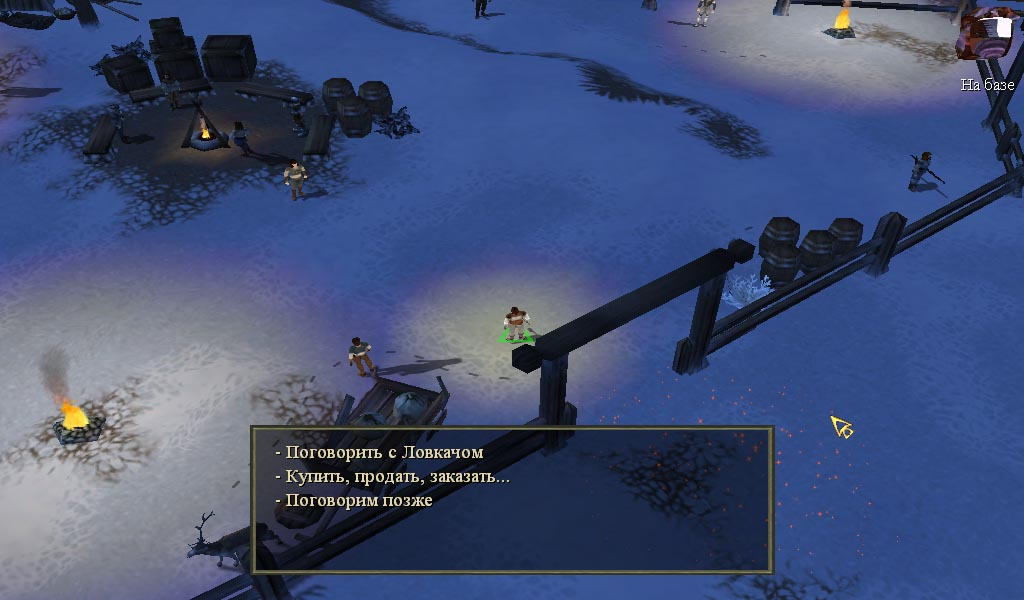 На базе
- Поговорить с Ловкачом
- Купить, продать, заказать...
- Поговорим позже